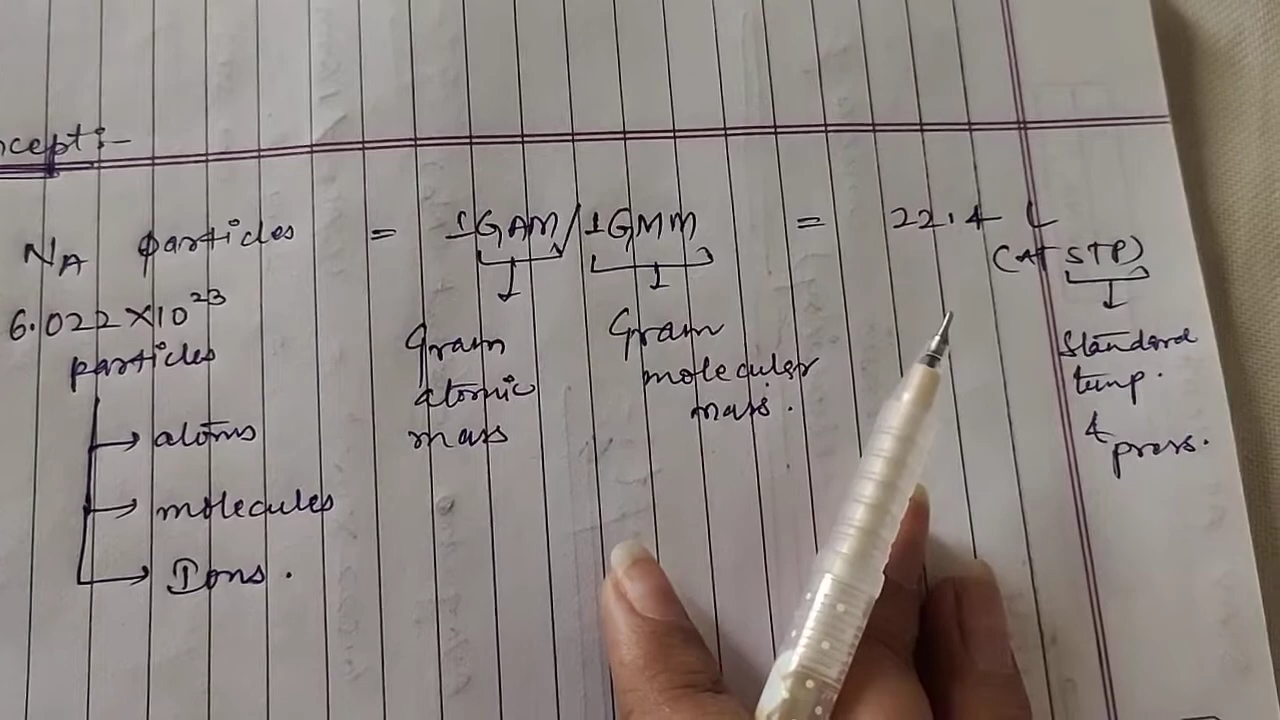 ncept:-
NA particles = 1GAM/1GMM = 22.4 L
(AT STP)
6.022×10^23
particles
Gram
atomic
mass
Gram
molecular
mass.
Standard
temp.
&
press.
→ atoms
→ molecules
→ Ions.